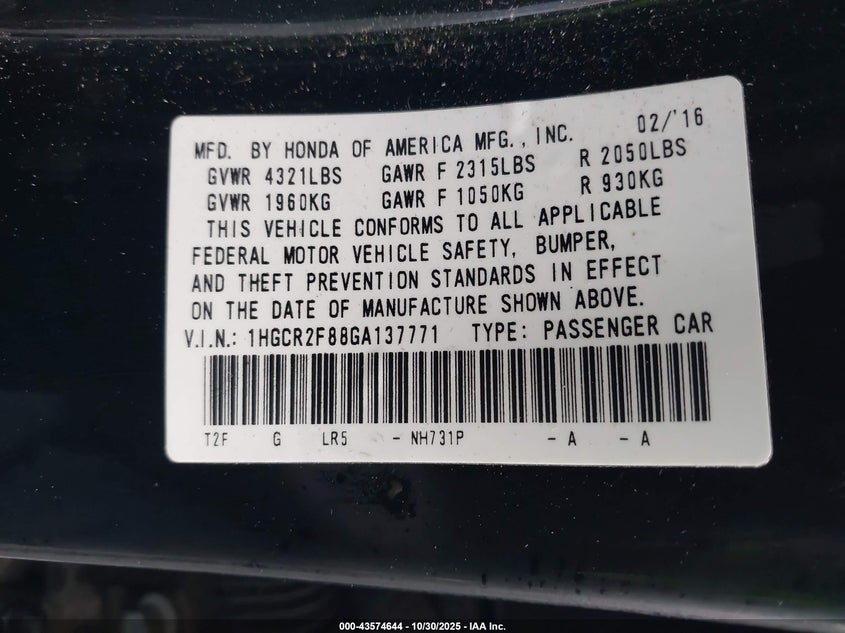 02/'16
MFD. BY HONDA OF AMERICA MFG., INC.
GVWR 4321LBS GAWR F 2315LBS R 2050LBS
GVWR 1960KG GAWR F 1050KG R 930KG
THIS VEHICLE CONFORMS TO ALL APPLICABLE
FEDERAL MOTOR VEHICLE SAFETY, BUMPER,
AND THEFT PREVENTION STANDARDS IN EFFECT
ON THE DATE OF MANUFACTURE SHOWN ABOVE.
V.I.N.: 1HGCR2F88GA137771 TYPE: PASSENGER CAR
T2F G LR5 - NH731P - A - A
000-43574644 - 10/30/2025 - IAA Inc.